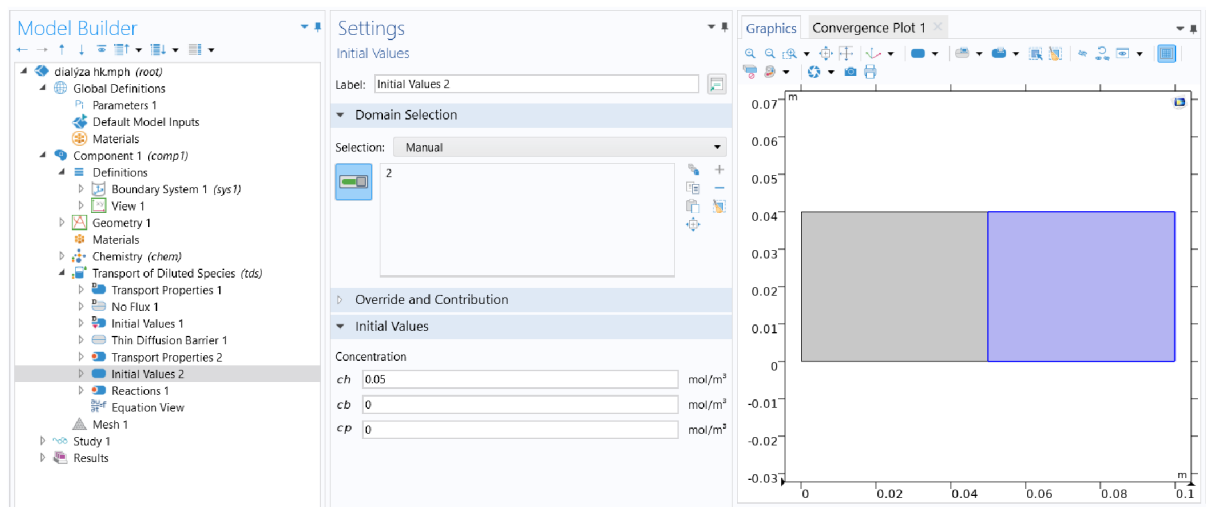 Model Builder
dialýza hk.mph (root)
Global Definitions
Pi Parameters 1
Default Model Inputs
Materials
Component 1 (comp1)
Definitions
Boundary System 1 (sys1)
View 1
Geometry 1
Materials
Chemistry (chem)
Transport of Diluted Species (tds)
Transport Properties 1
No Flux 1
Initial Values 1
Thin Diffusion Barrier 1
Transport Properties 2
Initial Values 2
Reactions 1
Equation View
Mesh 1
Study 1
Results
Settings
Initial Values
Label: Initial Values 2
Domain Selection
Selection: Manual
2
Override and Contribution
Initial Values
Concentration
ch 0.05 mol/m³
cb 0 mol/m³
cp 0 mol/m³
Graphics Convergence Plot 1
m
0.07
0.06
0.05
0.04
0.03
0.02
0.01
0
-0.01
-0.02
-0.03
m
0 0.02 0.04 0.06 0.08 0.1